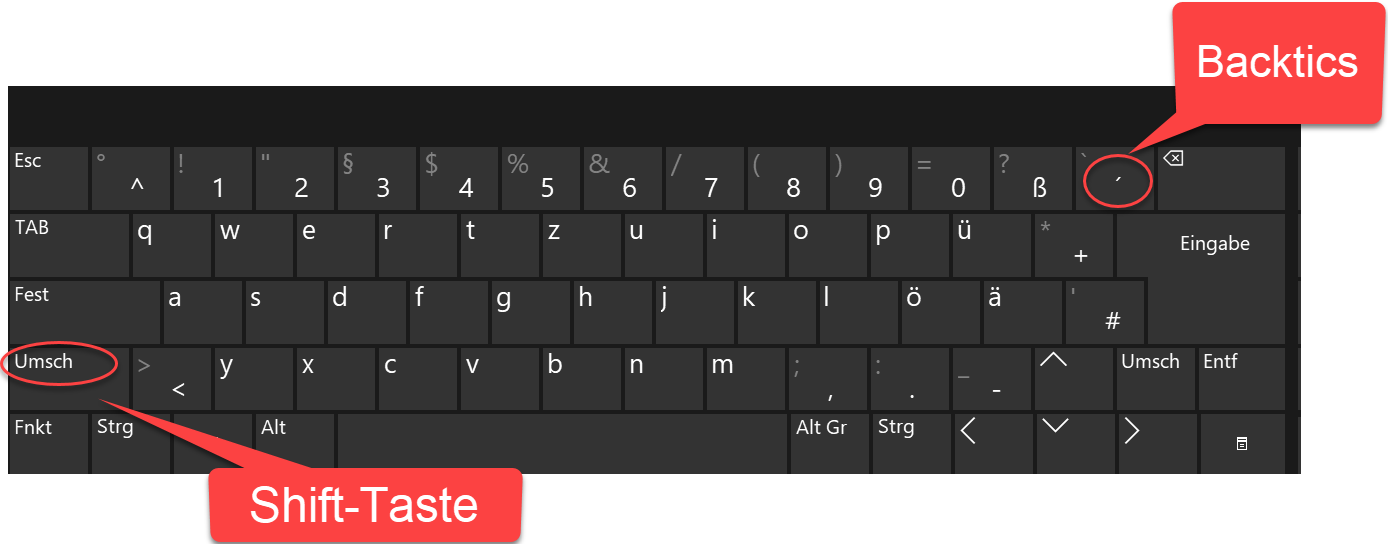 Backtics
Esc ° ^ ! 1 " 2 § 3 $ 4 % 5 & 6 / 7 ( 8 ) 9 = 0 ? ß ` ´
TAB q w e r t z u i o p ü * + Eingabe
Fest a s d f g h j k l ö ä ' #
Umsch > < y x c v b n m ; , : . _ - Umsch Entf
Fnkt Strg Alt Alt Gr Strg
Shift-Taste